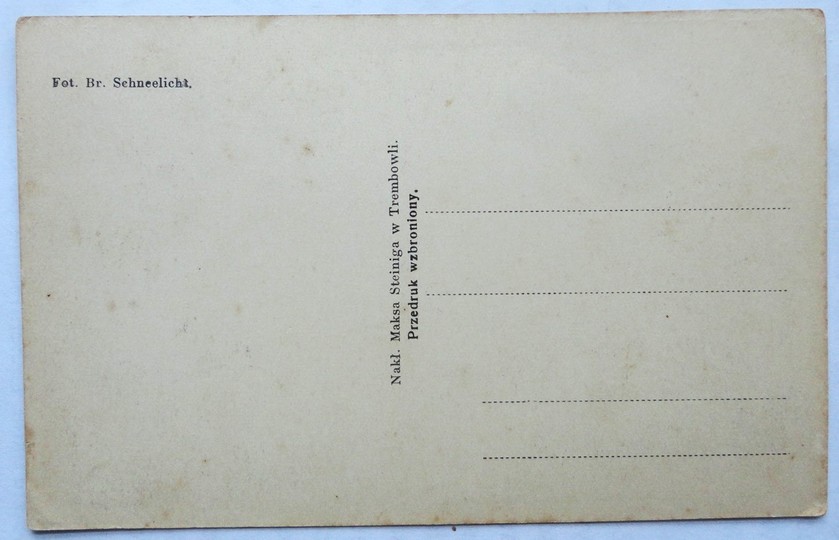 Fot. Br. Schneelicht.
Nakł. Maksa Steiniga w Trembowli.
Przedruk wzbroniony.